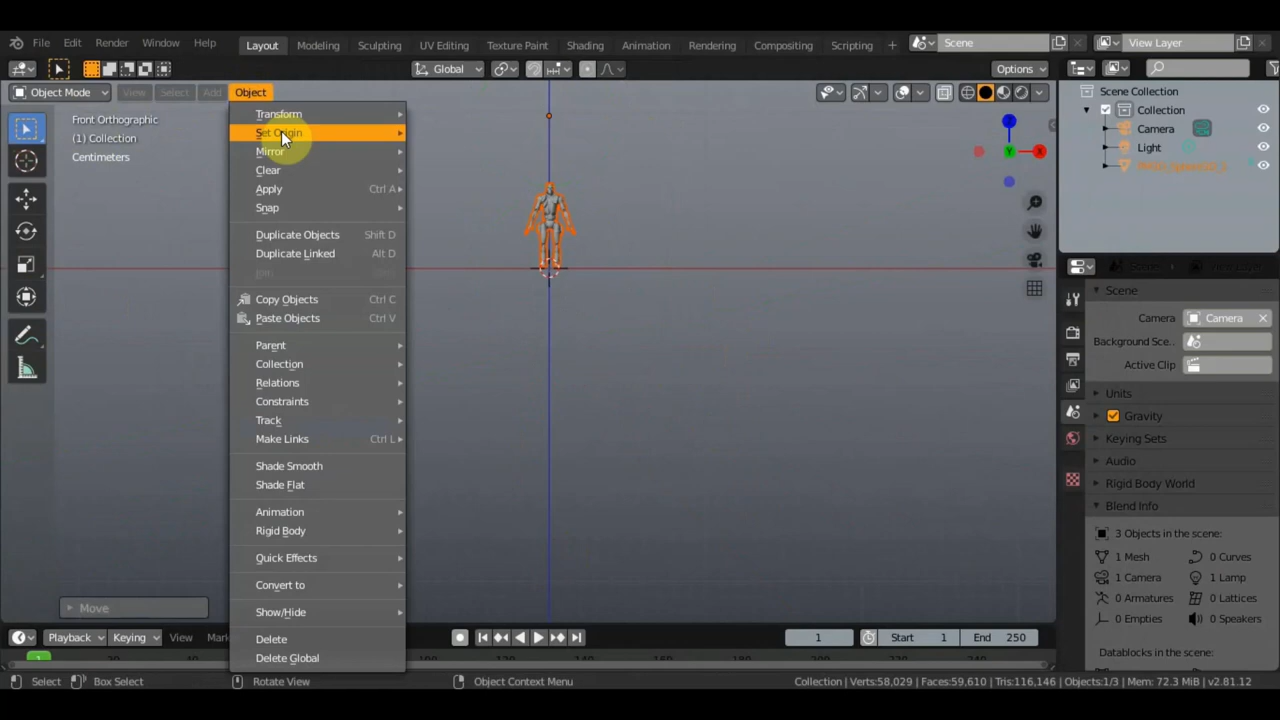 File Edit Render Window Help Layout Modeling Sculpting UV Editing Texture Paint Shading Animation Rendering Compositing Scripting + Scene View Layer
Global Options
Object Mode View Select Add Object
Front Orthographic
(1) Collection
Centimeters
Transform
Set Origin
Mirror
Clear
Apply Ctrl A
Snap
Duplicate Objects Shift D
Duplicate Linked Alt D
Copy Objects Ctrl C
Paste Objects Ctrl V
Parent
Collection
Relations
Constraints
Track
Make Links Ctrl L
Shade Smooth
Shade Flat
Animation
Rigid Body
Quick Effects
Convert to
Show/Hide
Delete
Delete Global
Move
Z
Y
X
Scene Collection
Collection
Camera
Light
Scene
Camera Camera
Background Sce..
Active Clip
Units
Gravity
Keying Sets
Audio
Rigid Body World
Blend Info
3 Objects in the scene:
1 Mesh 0 Curves
1 Camera 1 Lamp
0 Armatures 0 Lattices
0 Empties 0 Speakers
Datablocks in the scene:
Playback Keying View 1 Start 1 End 250
1
Select Box Select Rotate View Object Context Menu Collection | Verts:58,029 | Faces:59,610 | Tris:116,146 | Objects:1/3 | Mem: 72.3 MiB | v2.81.12